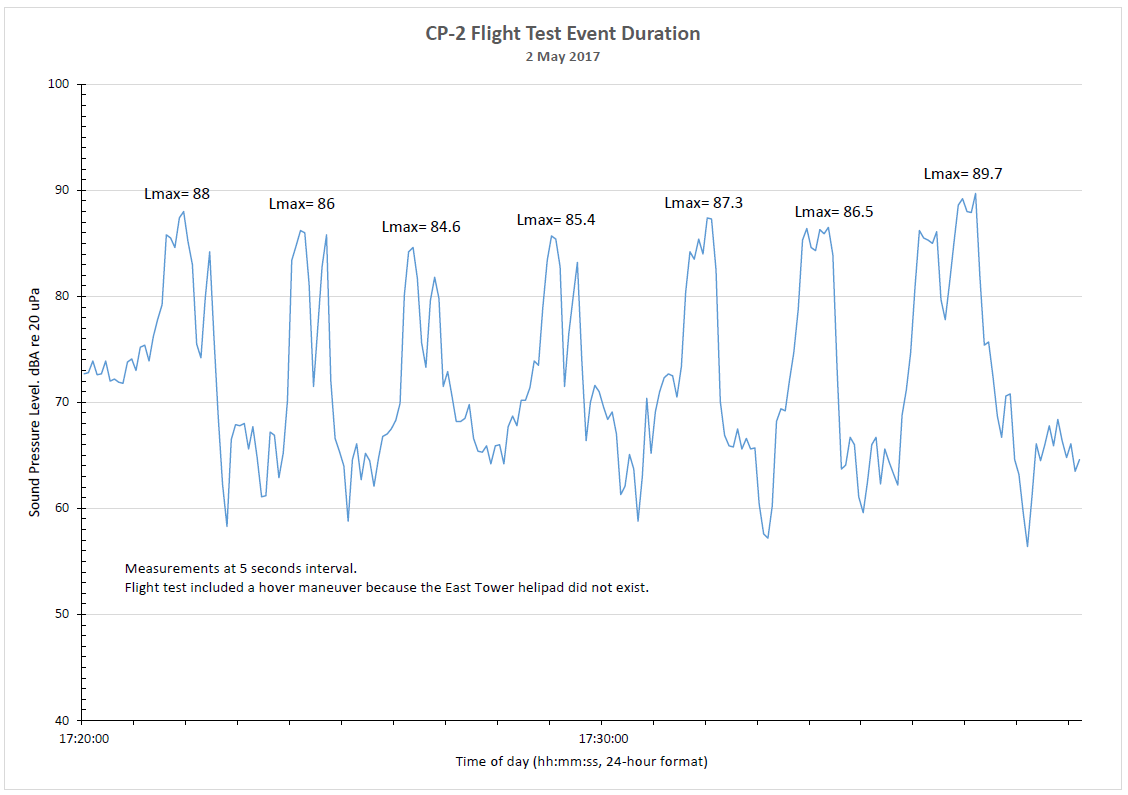 CP-2 Flight Test Event Duration
2 May 2017
Sound Pressure Level. dBA re 20 uPa
100
90
80
70
60
50
40
Lmax= 88
Lmax= 86
Lmax= 84.6
Lmax= 85.4
Lmax= 87.3
Lmax= 86.5
Lmax= 89.7
Measurements at 5 seconds interval.
Flight test included a hover maneuver because the East Tower helipad did not exist.
17:20:00
17:30:00
Time of day (hh:mm:ss, 24-hour format)